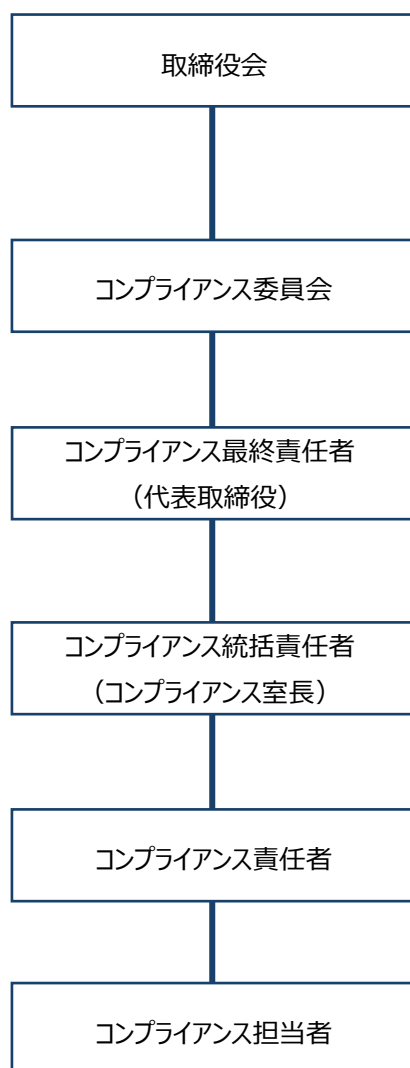 取締役会
コンプライアンス委員会
コンプライアンス最終責任者
（代表取締役）
コンプライアンス統括責任者
（コンプライアンス室長）
コンプライアンス責任者
コンプライアンス担当者